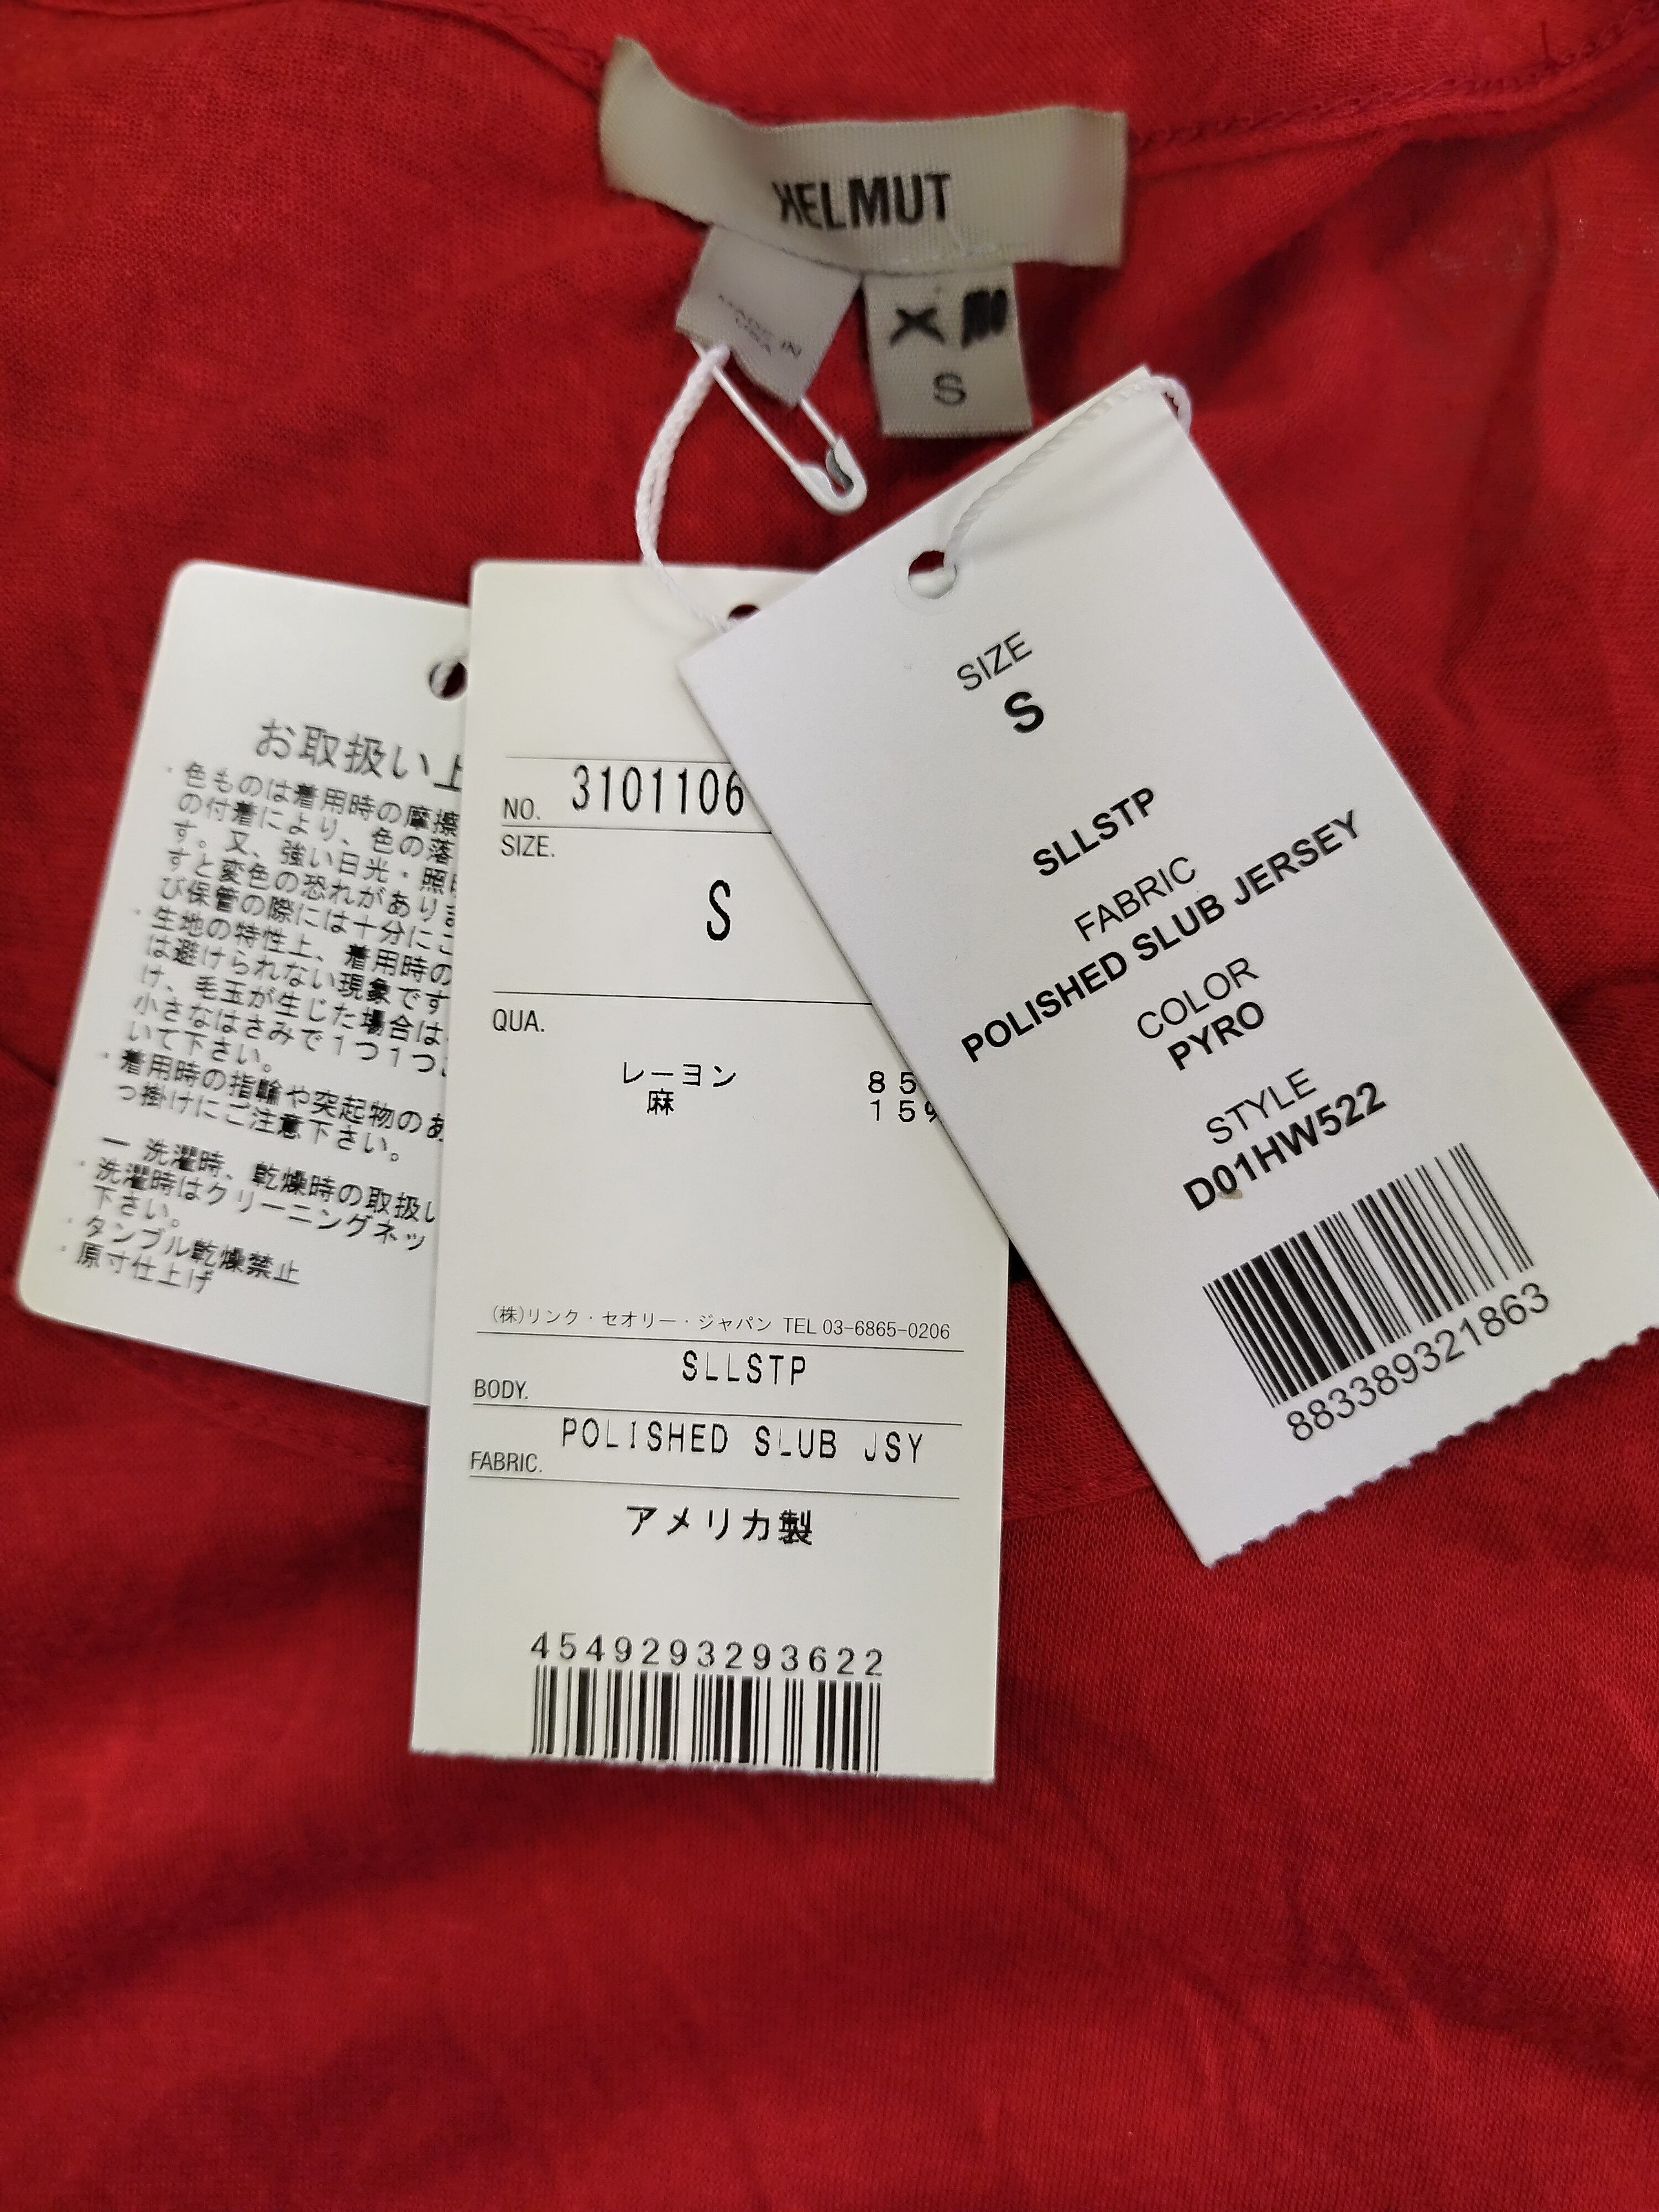 HELMUT
MADE IN
USA
X
S
お取扱い上
・色ものは着用時の摩擦
の付着により、色の落
す。又、強い日光・照
すと変色の恐れがあり
び保管の際には十分にご
・生地の特性上、着用時の
は避けられない現象です
け、毛玉が生じた場合は
小さなはさみで1つ1つ
いて下さい。
・着用時の指輪や突起物の
っ掛けにご注意下さい。
ー 洗濯時、乾燥時の取扱い
・洗濯時はクリーニングネッ
下さい。
・タンブル乾燥禁止
・原寸仕上げ
NO. 3101106
SIZE.
S
QUA.
レーヨン 85
麻 15%
(株)リンク・セオリー・ジャパン TEL 03-6865-0206
SLLSTP
BODY.
POLISHED SLUB JSY
FABRIC.
アメリカ製
4549293293622
SIZE
S
SLLSTP
FABRIC
POLISHED SLUB JERSEY
COLOR
PYRO
STYLE
D01HW522
883389321863